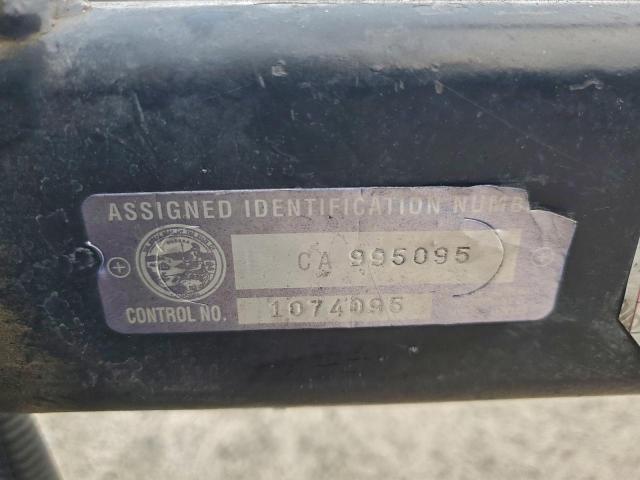 ASSIGNED IDENTIFICATION NUMB
CA 995095
CONTROL NO. 1074095